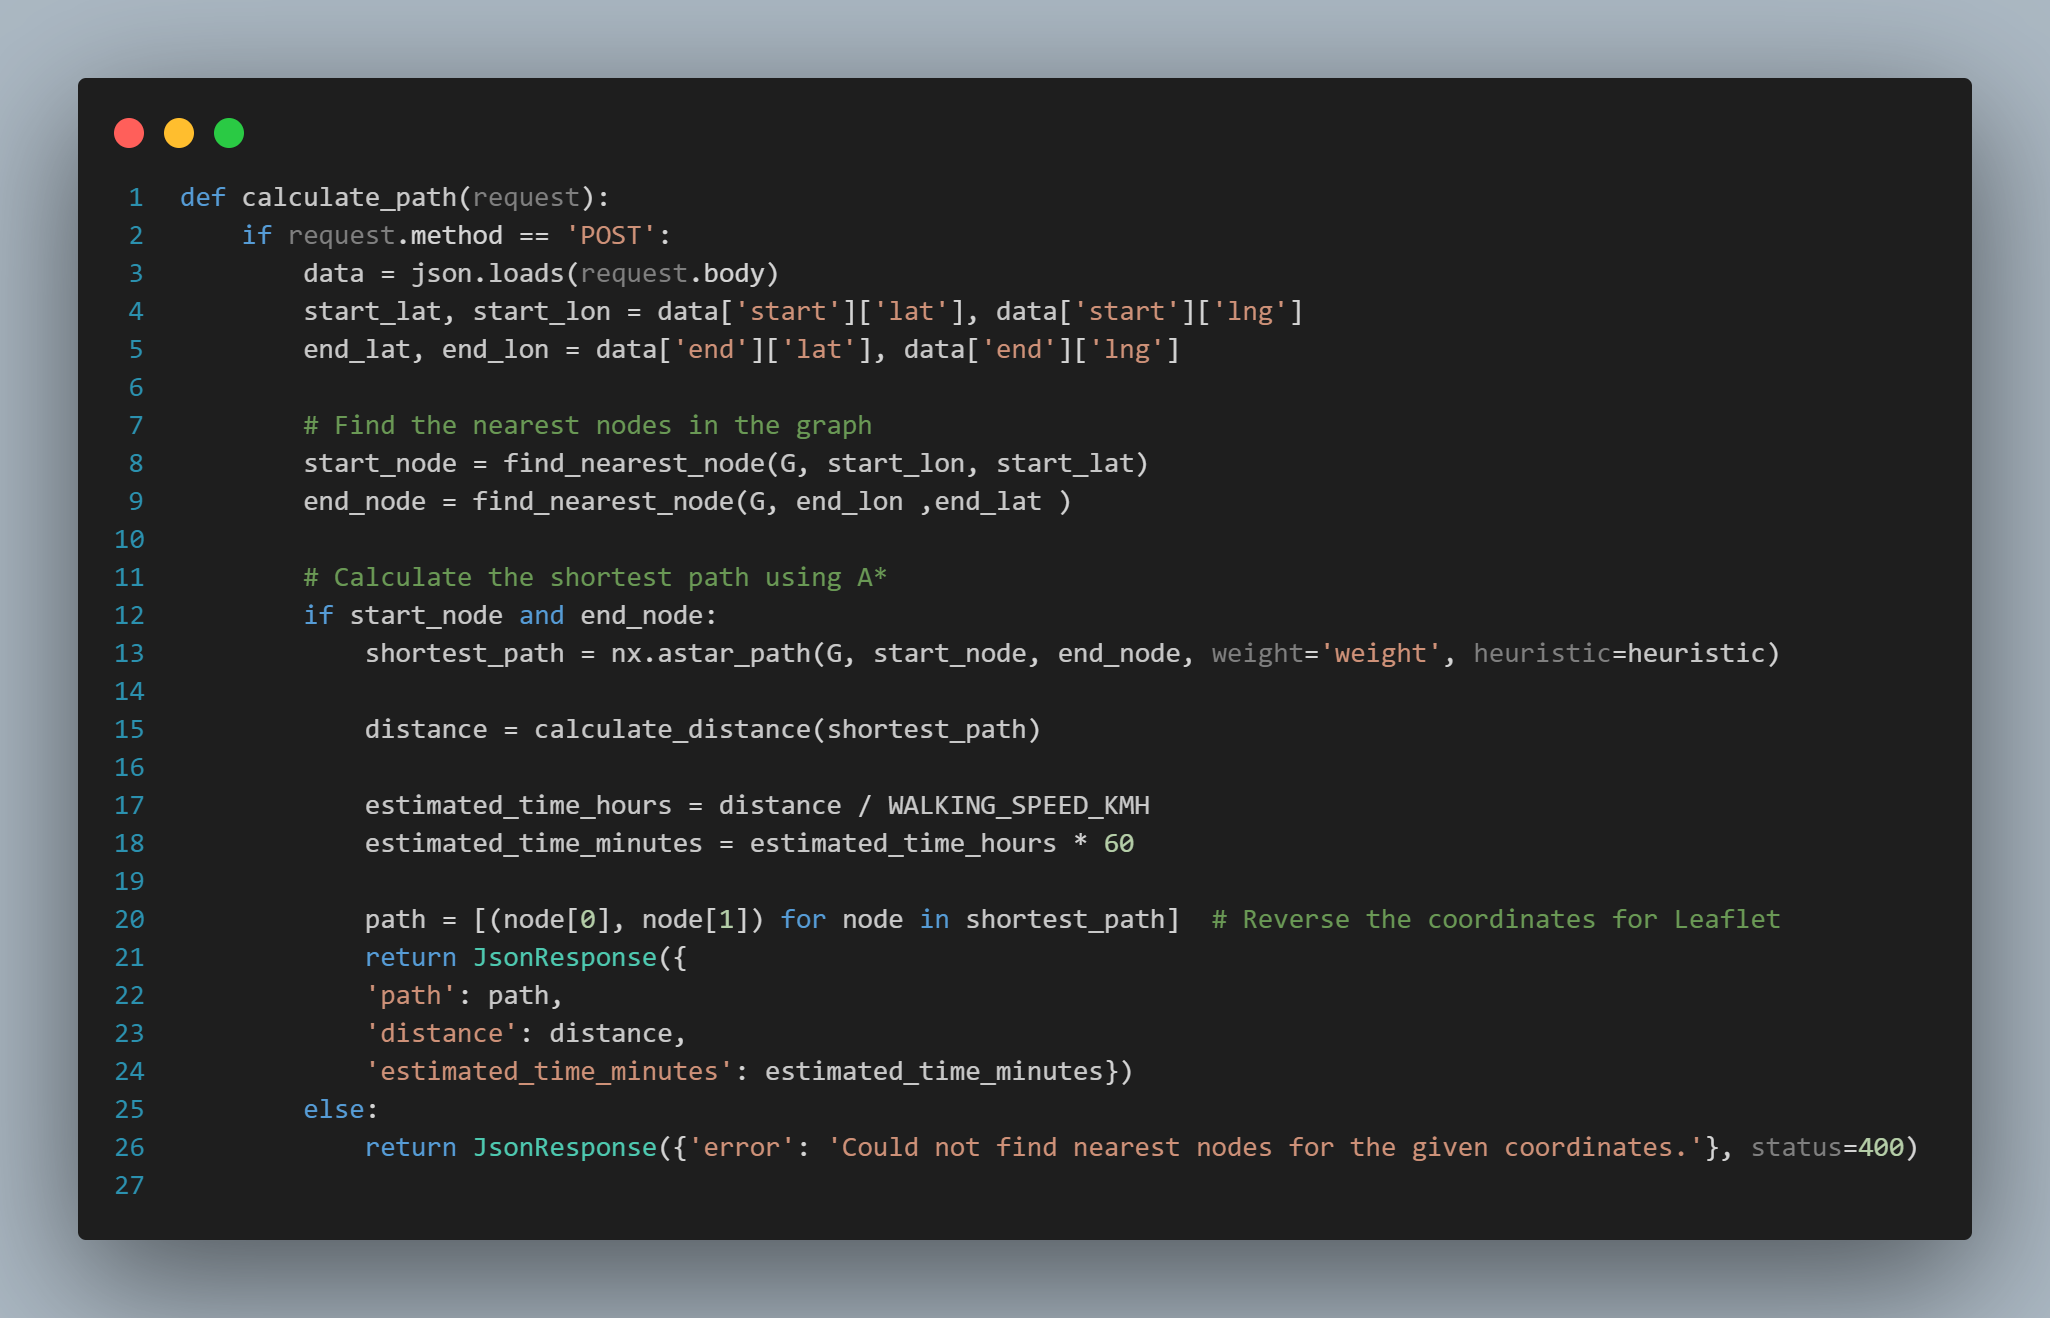 1 def calculate_path(request):
2     if request.method == 'POST':
3         data = json.loads(request.body)
4         start_lat, start_lon = data['start']['lat'], data['start']['lng']
5         end_lat, end_lon = data['end']['lat'], data['end']['lng']
6
7         # Find the nearest nodes in the graph
8         start_node = find_nearest_node(G, start_lon, start_lat)
9         end_node = find_nearest_node(G, end_lon ,end_lat )
10
11         # Calculate the shortest path using A*
12         if start_node and end_node:
13             shortest_path = nx.astar_path(G, start_node, end_node, weight='weight', heuristic=heuristic)
14
15             distance = calculate_distance(shortest_path)
16
17             estimated_time_hours = distance / WALKING_SPEED_KMH
18             estimated_time_minutes = estimated_time_hours * 60
19
20             path = [(node[0], node[1]) for node in shortest_path]  # Reverse the coordinates for Leaflet
21             return JsonResponse({
22             'path': path,
23             'distance': distance,
24             'estimated_time_minutes': estimated_time_minutes})
25         else:
26             return JsonResponse({'error': 'Could not find nearest nodes for the given coordinates.'}, status=400)
27